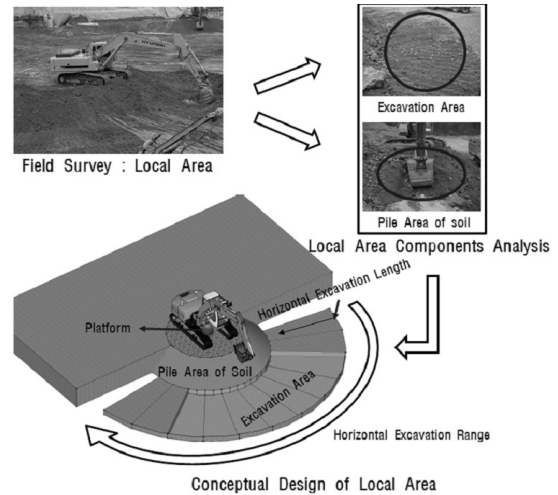 Excavation Area
Field Survey : Local Area
Pile Area of soil
Local Area Components Analysis
Horizontal Excavation Length
Platform
Pile Area of Soil
Excavation Area
Horizontal Excavation Range
Conceptual Design of Local Area